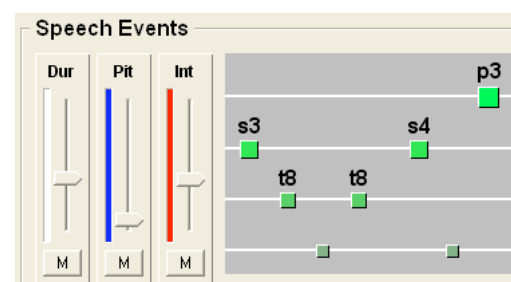 Speech Events
Dur Pit Int
p3
s3 s4
t8 t8
M M M